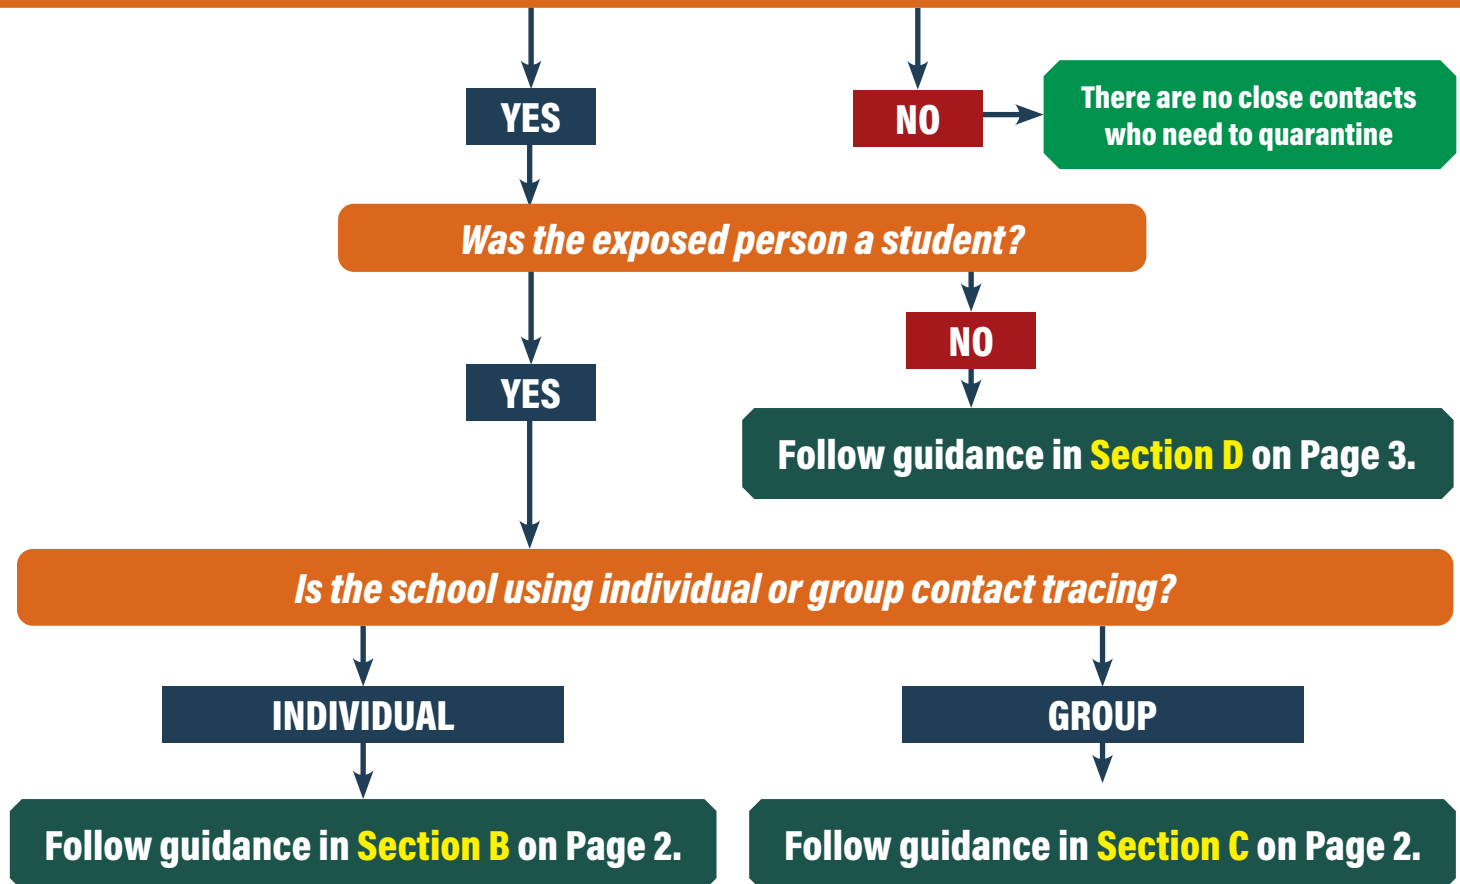 YES
NO
There are no close contacts
who need to quarantine
Was the exposed person a student?
NO
YES
Follow guidance in Section D on Page 3.
Is the school using individual or group contact tracing?
INDIVIDUAL
GROUP
Follow guidance in Section B on Page 2.
Follow guidance in Section C on Page 2.